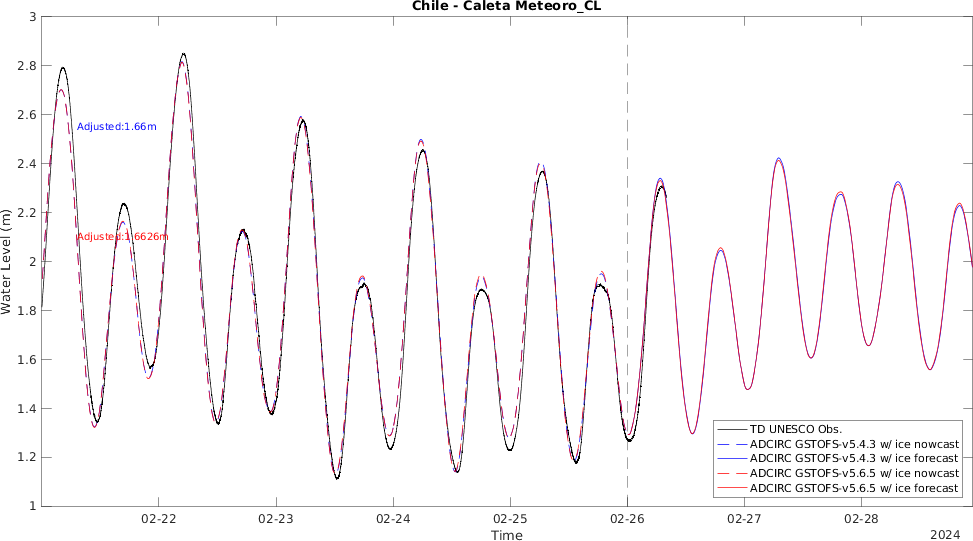 Chile - Caleta Meteoro_CL
3
2.8
2.6
2.4
2.2
2
1.8
1.6
1.4
1.2
1
Water Level (m)
Adjusted:1.66m
Adjusted:1.6626m
TD UNESCO Obs.
ADCIRC GSTOFS-v5.4.3 w/ ice nowcast
ADCIRC GSTOFS-v5.4.3 w/ ice forecast
ADCIRC GSTOFS-v5.6.5 w/ ice nowcast
ADCIRC GSTOFS-v5.6.5 w/ ice forecast
02-22 02-23 02-24 02-25 02-26 02-27 02-28
Time
2024